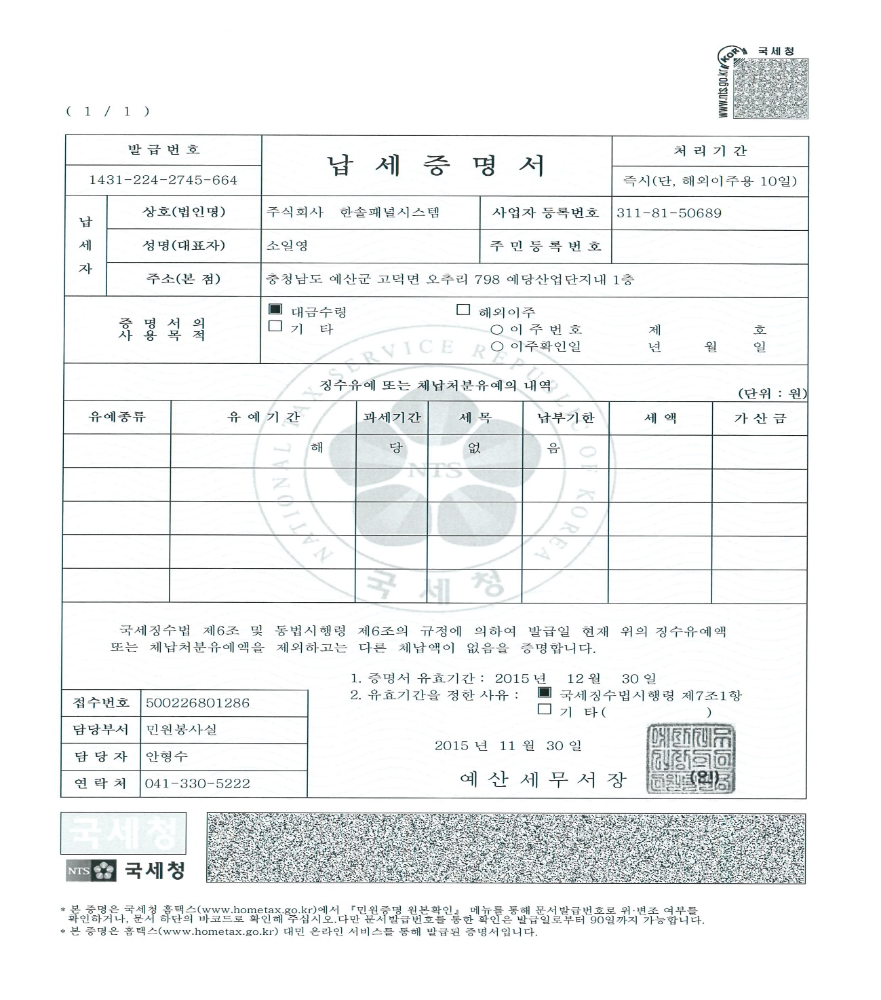 국세청
KOR
www.nts.go.kr
( 1 / 1 )
발 급 번 호
납 세 증 명 서
처 리 기 간
1431-224-2745-664
즉시(단, 해외이주용 10일)
납 세 자
상호(법인명) 주식회사 한솔패널시스템 사업자 등록번호 311-81-50689
성명(대표자) 소일영 주 민 등 록 번 호
주소(본 점) 충청남도 예산군 고덕면 오추리 798 예당산업단지내 1층
증 명 서 의
사 용 목 적
■ 대금수령 □ 해외이주
□ 기 타 ○ 이 주 번 호 제 호
○ 이주확인일 년 월 일
징수유예 또는 체납처분유예의 내역
(단위 : 원)
유예종류 유 예 기 간 과세기간 세 목 납부기한 세 액 가 산 금
해 당 없 음
NATIONAL TAX SERVICE REPUBLIC OF KOREA
NTS
국 세 청
국세징수법 제6조 및 동법시행령 제6조의 규정에 의하여 발급일 현재 위의 징수유예액
또는 체납처분유예액을 제외하고는 다른 체납액이 없음을 증명합니다.
1. 증명서 유효기간 : 2015 년 12 월 30 일
2. 유효기간을 정한 사유 : ■ 국세징수법시행령 제7조1항
□ 기 타 ( )
접수번호 500226801286
담당부서 민원봉사실
담 당 자 안형수
연 락 처 041-330-5222
2015 년 11 월 30 일
예 산 세 무 서 장
(인)
국세청
NTS 국세청
* 본 증명은 국세청 홈택스(www.hometax.go.kr)에서 『민원증명 원본확인』 메뉴를 통해 문서발급번호로 위·변조 여부를
확인하거나, 문서 하단의 바코드로 확인해 주십시오.다만 문서발급번호를 통한 확인은 발급일로부터 90일까지 가능합니다.
* 본 증명은 홈택스(www.hometax.go.kr) 대민 온라인 서비스를 통해 발급된 증명서입니다.